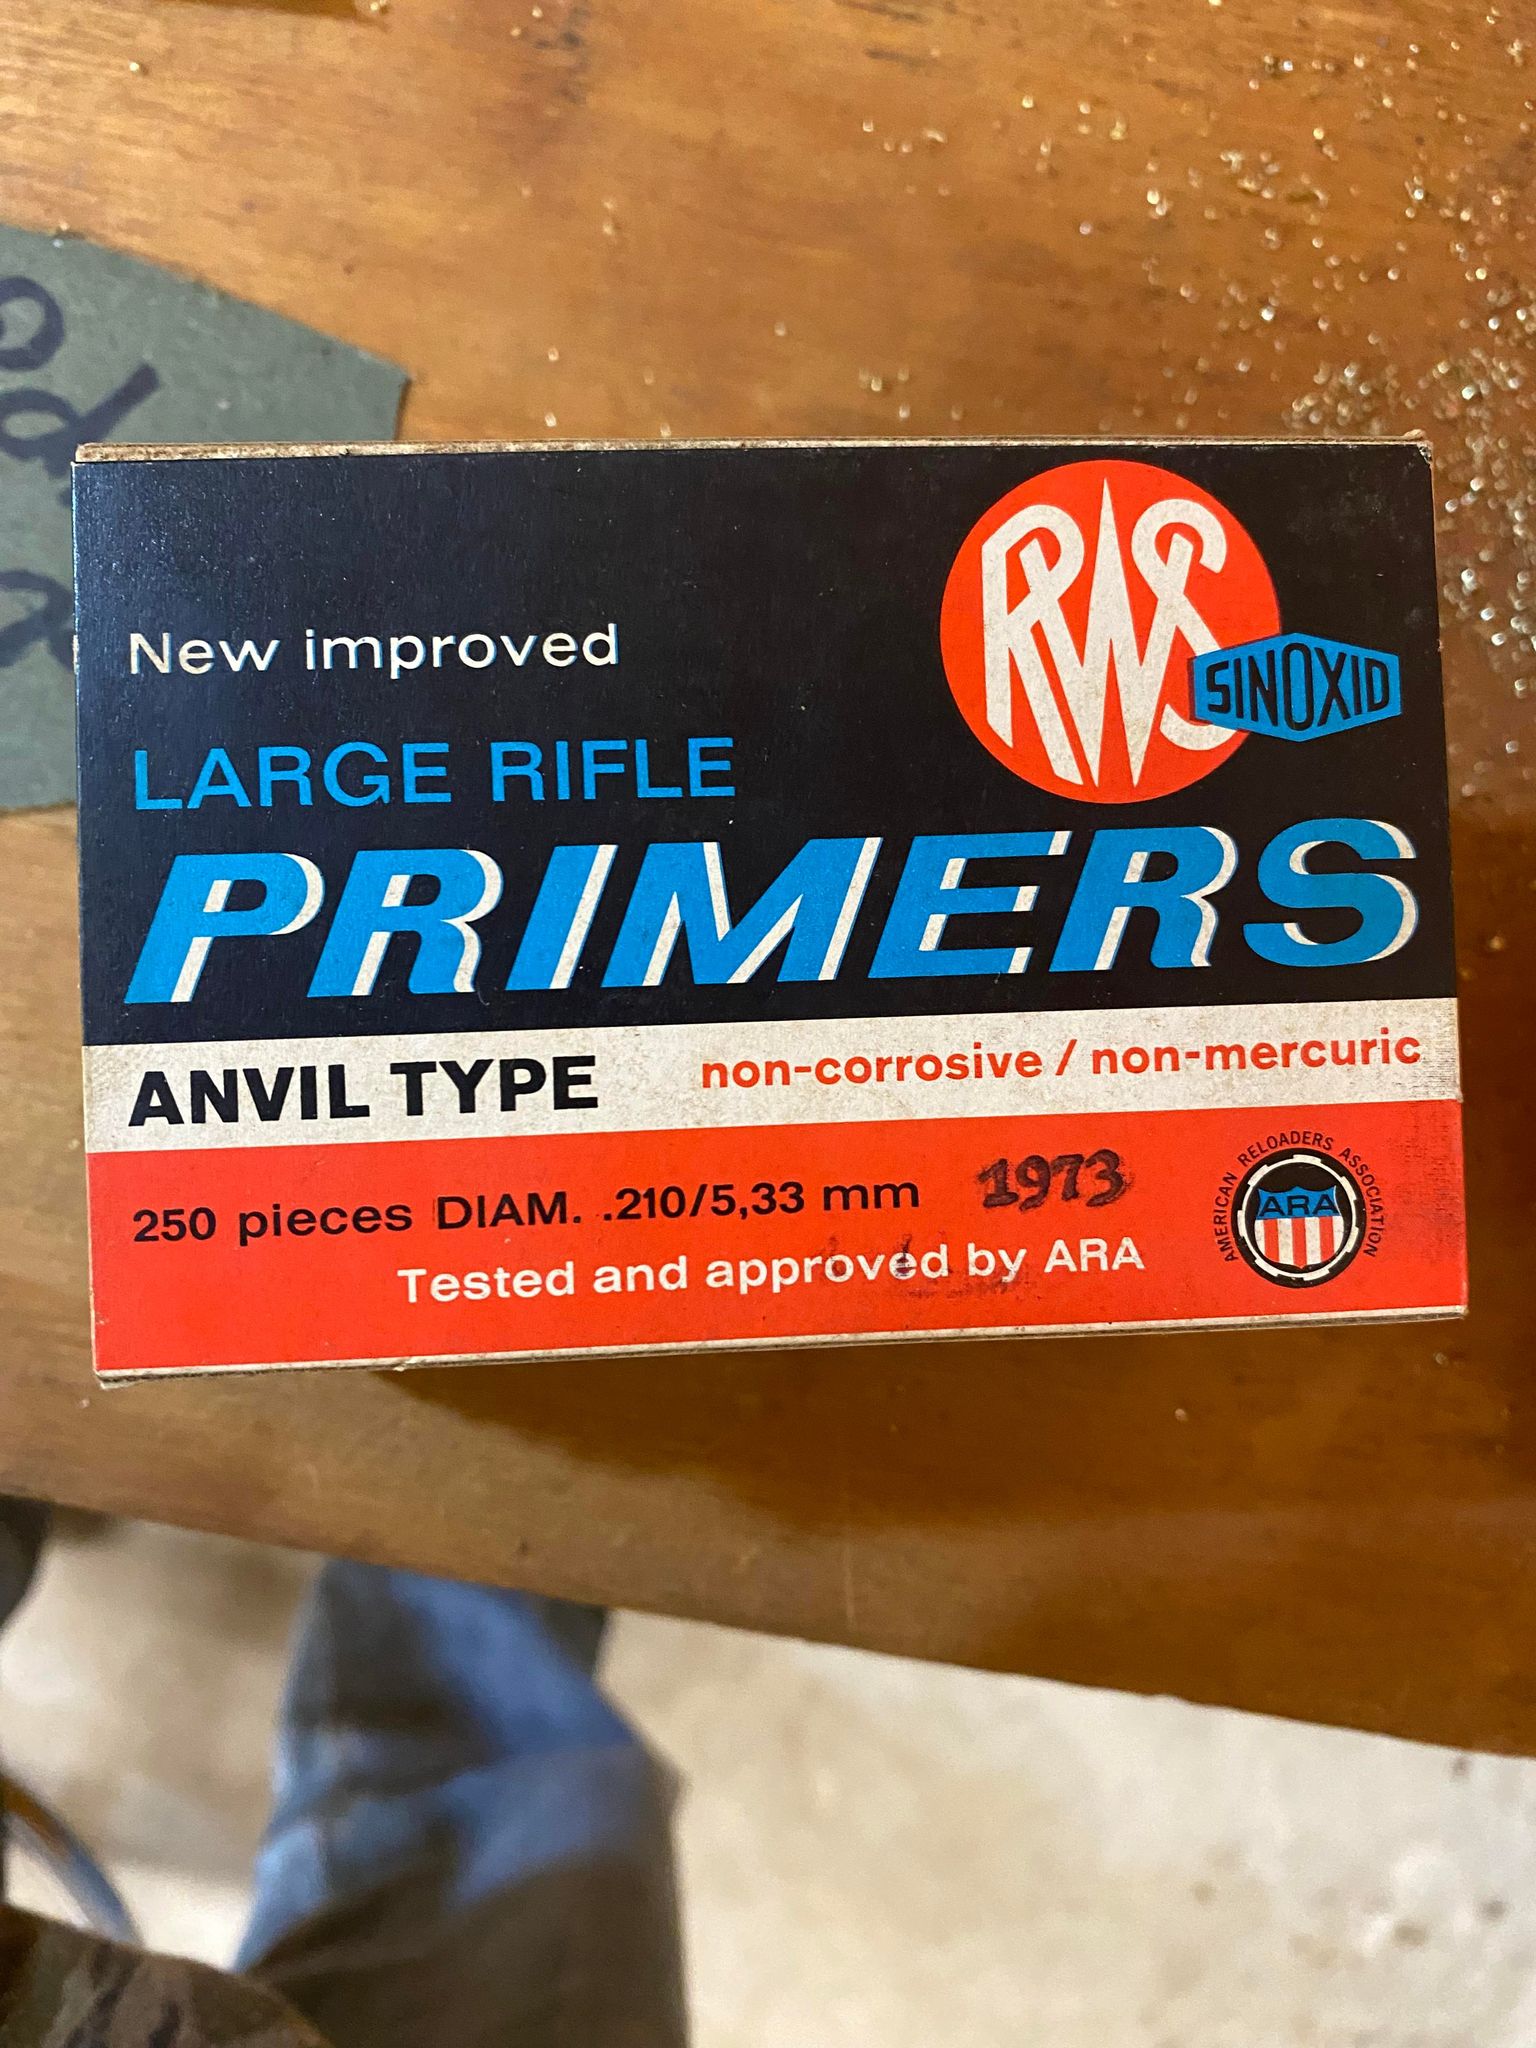 RWS
SINOXID
New improved
LARGE RIFLE
PRIMERS
ANVIL TYPE non-corrosive / non-mercuric
250 pieces DIAM. .210/5,33 mm 1973
Tested and approved by ARA
AMERICAN RELOADERS ASSOCIATION
ARA